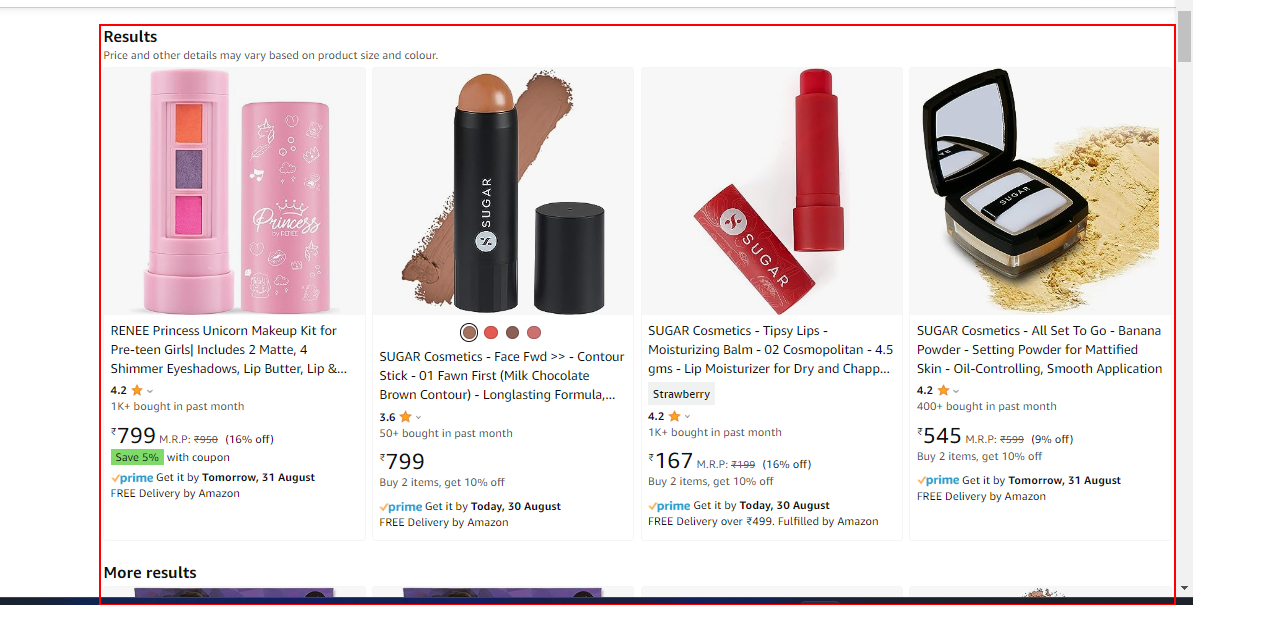 Results
Price and other details may vary based on product size and colour.
Princess
BY RENEE
SUGAR
SUGAR
SUGAR
RENEE Princess Unicorn Makeup Kit for
Pre-teen Girls| Includes 2 Matte, 4
Shimmer Eyeshadows, Lip Butter, Lip &...
4.2
1K+ bought in past month
₹799 M.R.P: ₹950 (16% off)
Save 5% with coupon
prime Get it by Tomorrow, 31 August
FREE Delivery by Amazon
SUGAR Cosmetics - Face Fwd >> - Contour
Stick - 01 Fawn First (Milk Chocolate
Brown Contour) - Longlasting Formula,...
3.6
50+ bought in past month
₹799
Buy 2 items, get 10% off
prime Get it by Today, 30 August
FREE Delivery by Amazon
SUGAR Cosmetics - Tipsy Lips -
Moisturizing Balm - 02 Cosmopolitan - 4.5
gms - Lip Moisturizer for Dry and Chapp...
Strawberry
4.2
1K+ bought in past month
₹167 M.R.P: ₹199 (16% off)
Buy 2 items, get 10% off
prime Get it by Today, 30 August
FREE Delivery over ₹499. Fulfilled by Amazon
SUGAR Cosmetics - All Set To Go - Banana
Powder - Setting Powder for Mattified
Skin - Oil-Controlling, Smooth Application
4.2
400+ bought in past month
₹545 M.R.P: ₹599 (9% off)
Buy 2 items, get 10% off
prime Get it by Tomorrow, 31 August
FREE Delivery by Amazon
More results